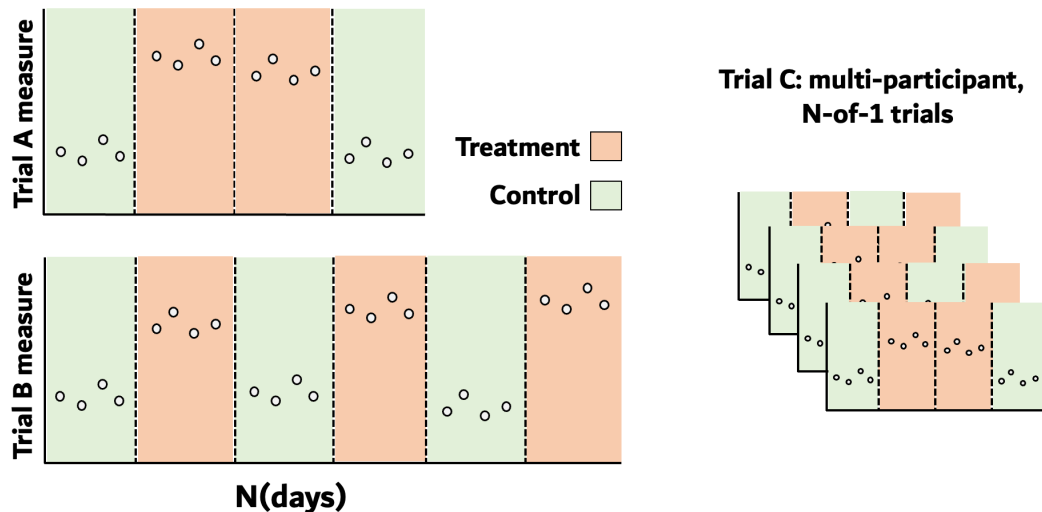 Trial A measure
Treatment
Control
Trial B measure
N(days)
Trial C: multi-participant,
N-of-1 trials